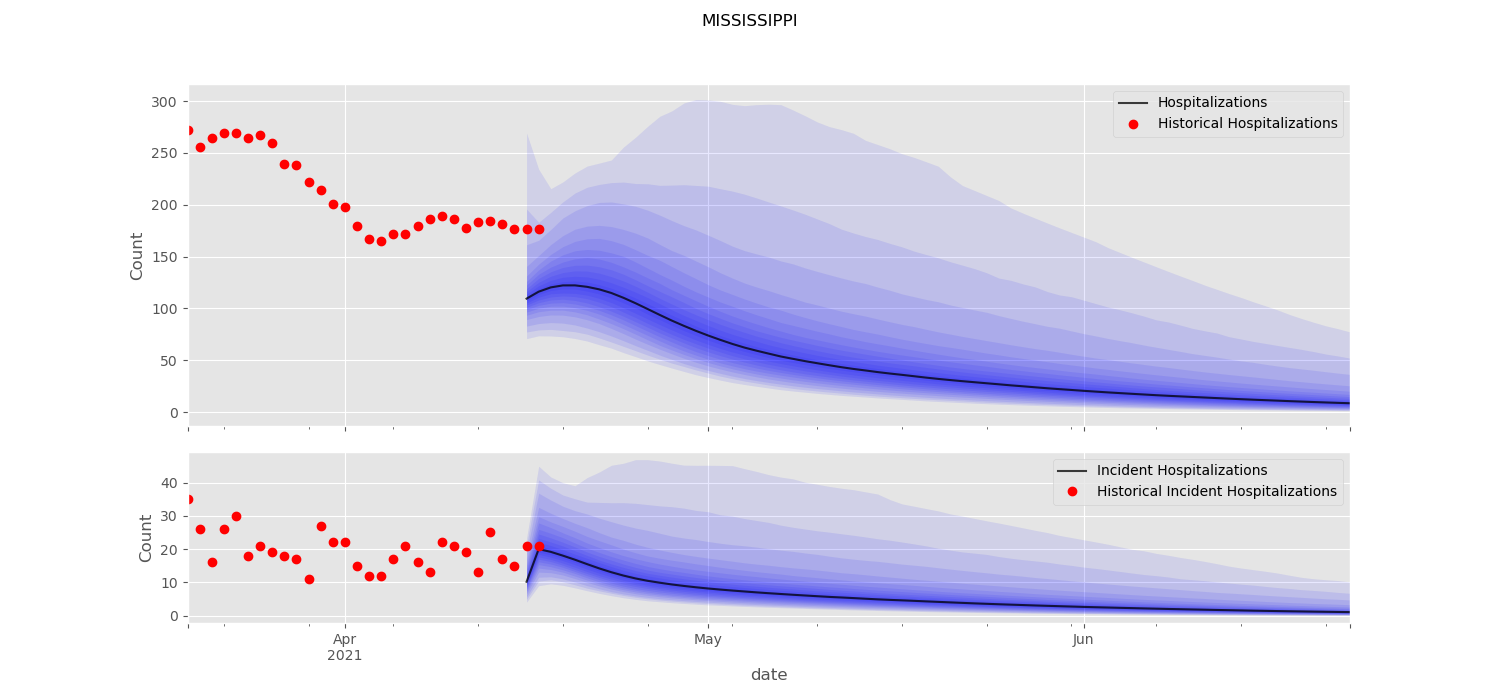 MISSISSIPPI
300
250
200
150
100
50
0
Count
Hospitalizations
Historical Hospitalizations
40
30
20
10
0
Count
Incident Hospitalizations
Historical Incident Hospitalizations
Apr
2021
May
Jun
date